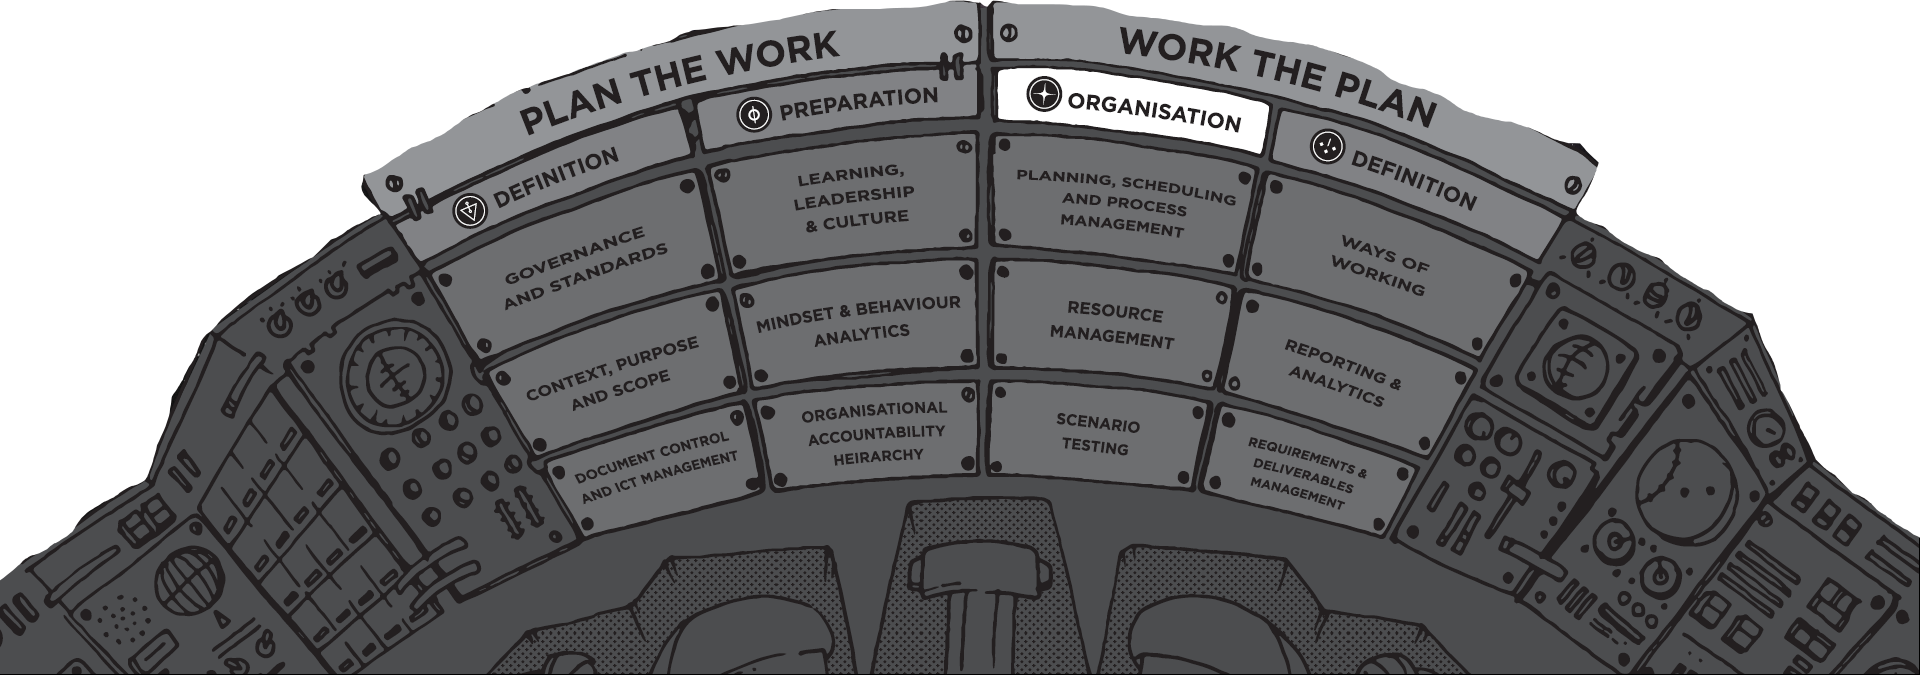 PLAN THE WORK
DEFINITION
GOVERNANCE
AND STANDARDS
CONTEXT, PURPOSE
AND SCOPE
DOCUMENT CONTROL
AND ICT MANAGEMENT
PREPARATION
LEARNING,
LEADERSHIP
& CULTURE
MINDSET & BEHAVIOUR
ANALYTICS
ORGANISATIONAL
ACCOUNTABILITY
HEIRARCHY
WORK THE PLAN
ORGANISATION
PLANNING, SCHEDULING
AND PROCESS
MANAGEMENT
RESOURCE
MANAGEMENT
SCENARIO
TESTING
DEFINITION
WAYS OF
WORKING
REPORTING &
ANALYTICS
REQUIREMENTS &
DELIVERABLES
MANAGEMENT